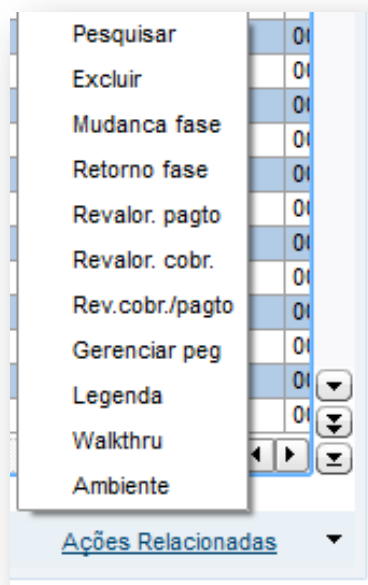 Pesquisar
Excluir
Mudanca fase
Retorno fase
Revalor. pagto
Revalor. cobr.
Rev.cobr./pagto
Gerenciar peg
Legenda
Walkthru
Ambiente
Ações Relacionadas